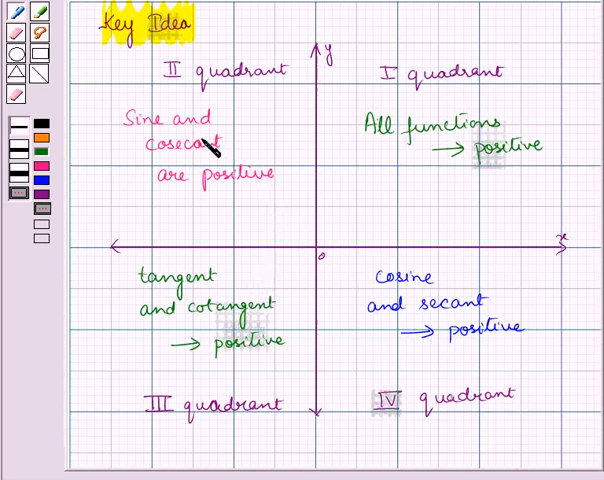 Key Idea
II quadrant
Sine and
cosecant
are positive
y
I quadrant
All functions
→ positive
x
o
tangent
and cotangent
→ positive
III quadrant
cosine
and secant
→ positive
IV quadrant